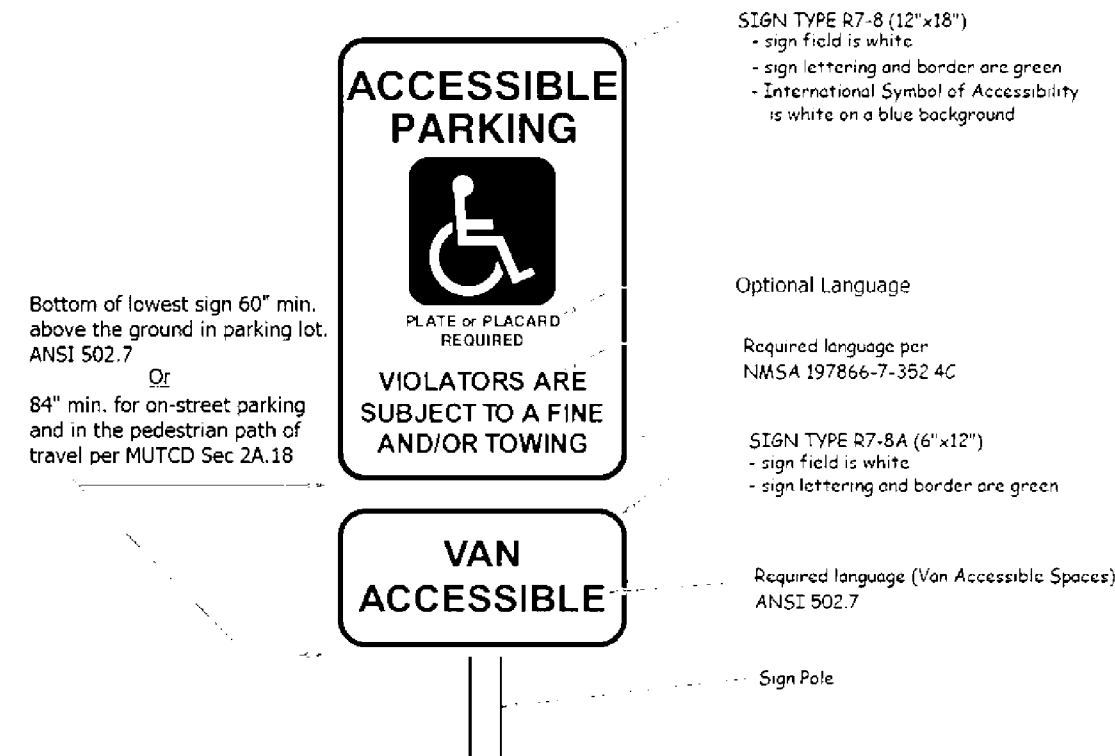 SIGN TYPE R7-8 (12"x18")
- sign field is white
- sign lettering and border are green
- International Symbol of Accessibility
is white on a blue background
ACCESSIBLE
PARKING
PLATE or PLACARD
REQUIRED
VIOLATORS ARE
SUBJECT TO A FINE
AND/OR TOWING
VAN
ACCESSIBLE
Bottom of lowest sign 60" min.
above the ground in parking lot.
ANSI 502.7
Or
84" min. for on-street parking
and in the pedestrian path of
travel per MUTCD Sec 2A.18
Optional Language
Required language per
NMSA 197866-7-352 4C
SIGN TYPE R7-8A (6"x12")
- sign field is white
- sign lettering and border are green
Required language (Van Accessible Spaces)
ANSI 502.7
Sign Pole